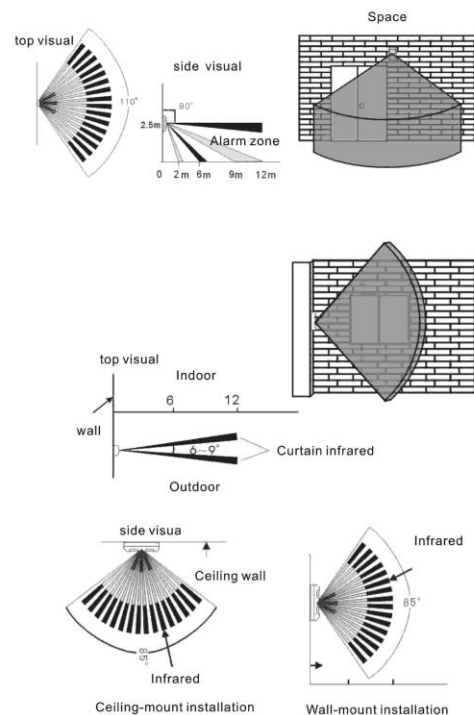 Space
top visual
110°
side visual
90°
2.5m
Alarm zone
0 2m 6m 9m 12m
top visual
Indoor
6 12
wall
6~9°
Curtain infrared
Outdoor
side visua
Ceiling wall
85°
Infrared
Ceiling-mount installation
Infrared
85°
Wall-mount installation